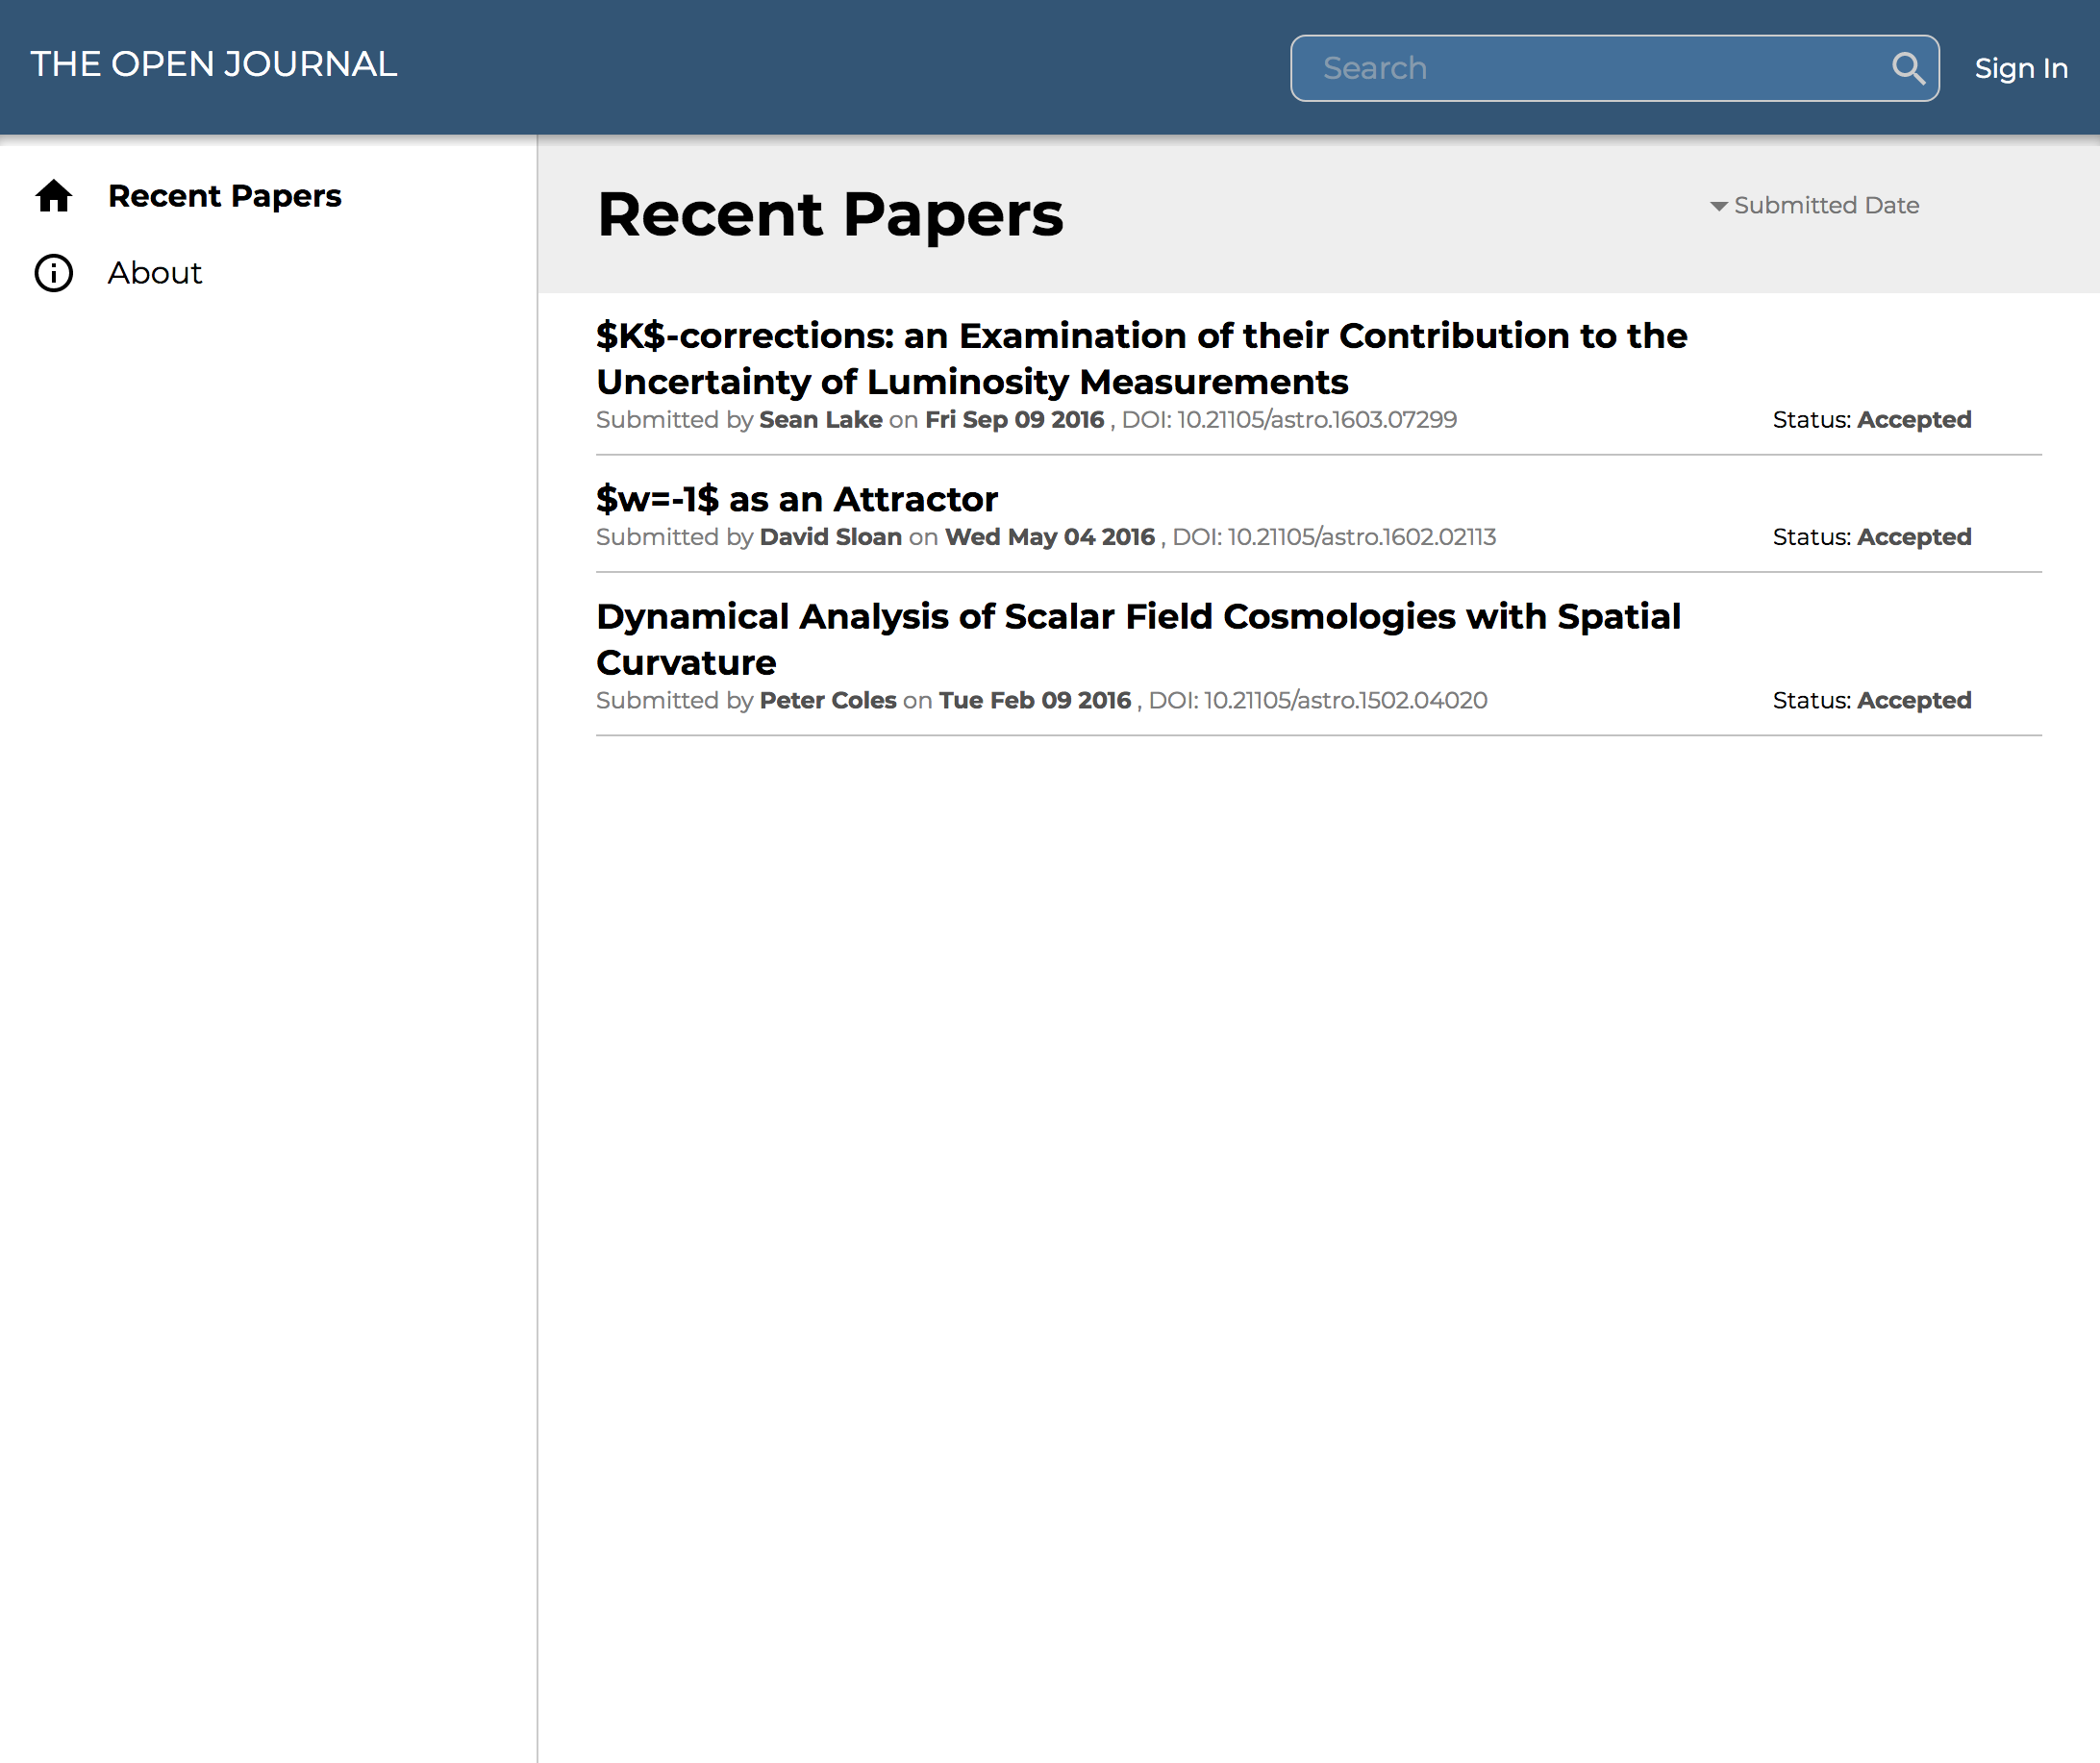 THE OPEN JOURNAL
Search
Sign In
Recent Papers
About
Recent Papers
Submitted Date
$K$-corrections: an Examination of their Contribution to the
Uncertainty of Luminosity Measurements
Submitted by Sean Lake on Fri Sep 09 2016 , DOI: 10.21105/astro.1603.07299
Status: Accepted
$w=-1$ as an Attractor
Submitted by David Sloan on Wed May 04 2016 , DOI: 10.21105/astro.1602.02113
Status: Accepted
Dynamical Analysis of Scalar Field Cosmologies with Spatial
Curvature
Submitted by Peter Coles on Tue Feb 09 2016 , DOI: 10.21105/astro.1502.04020
Status: Accepted